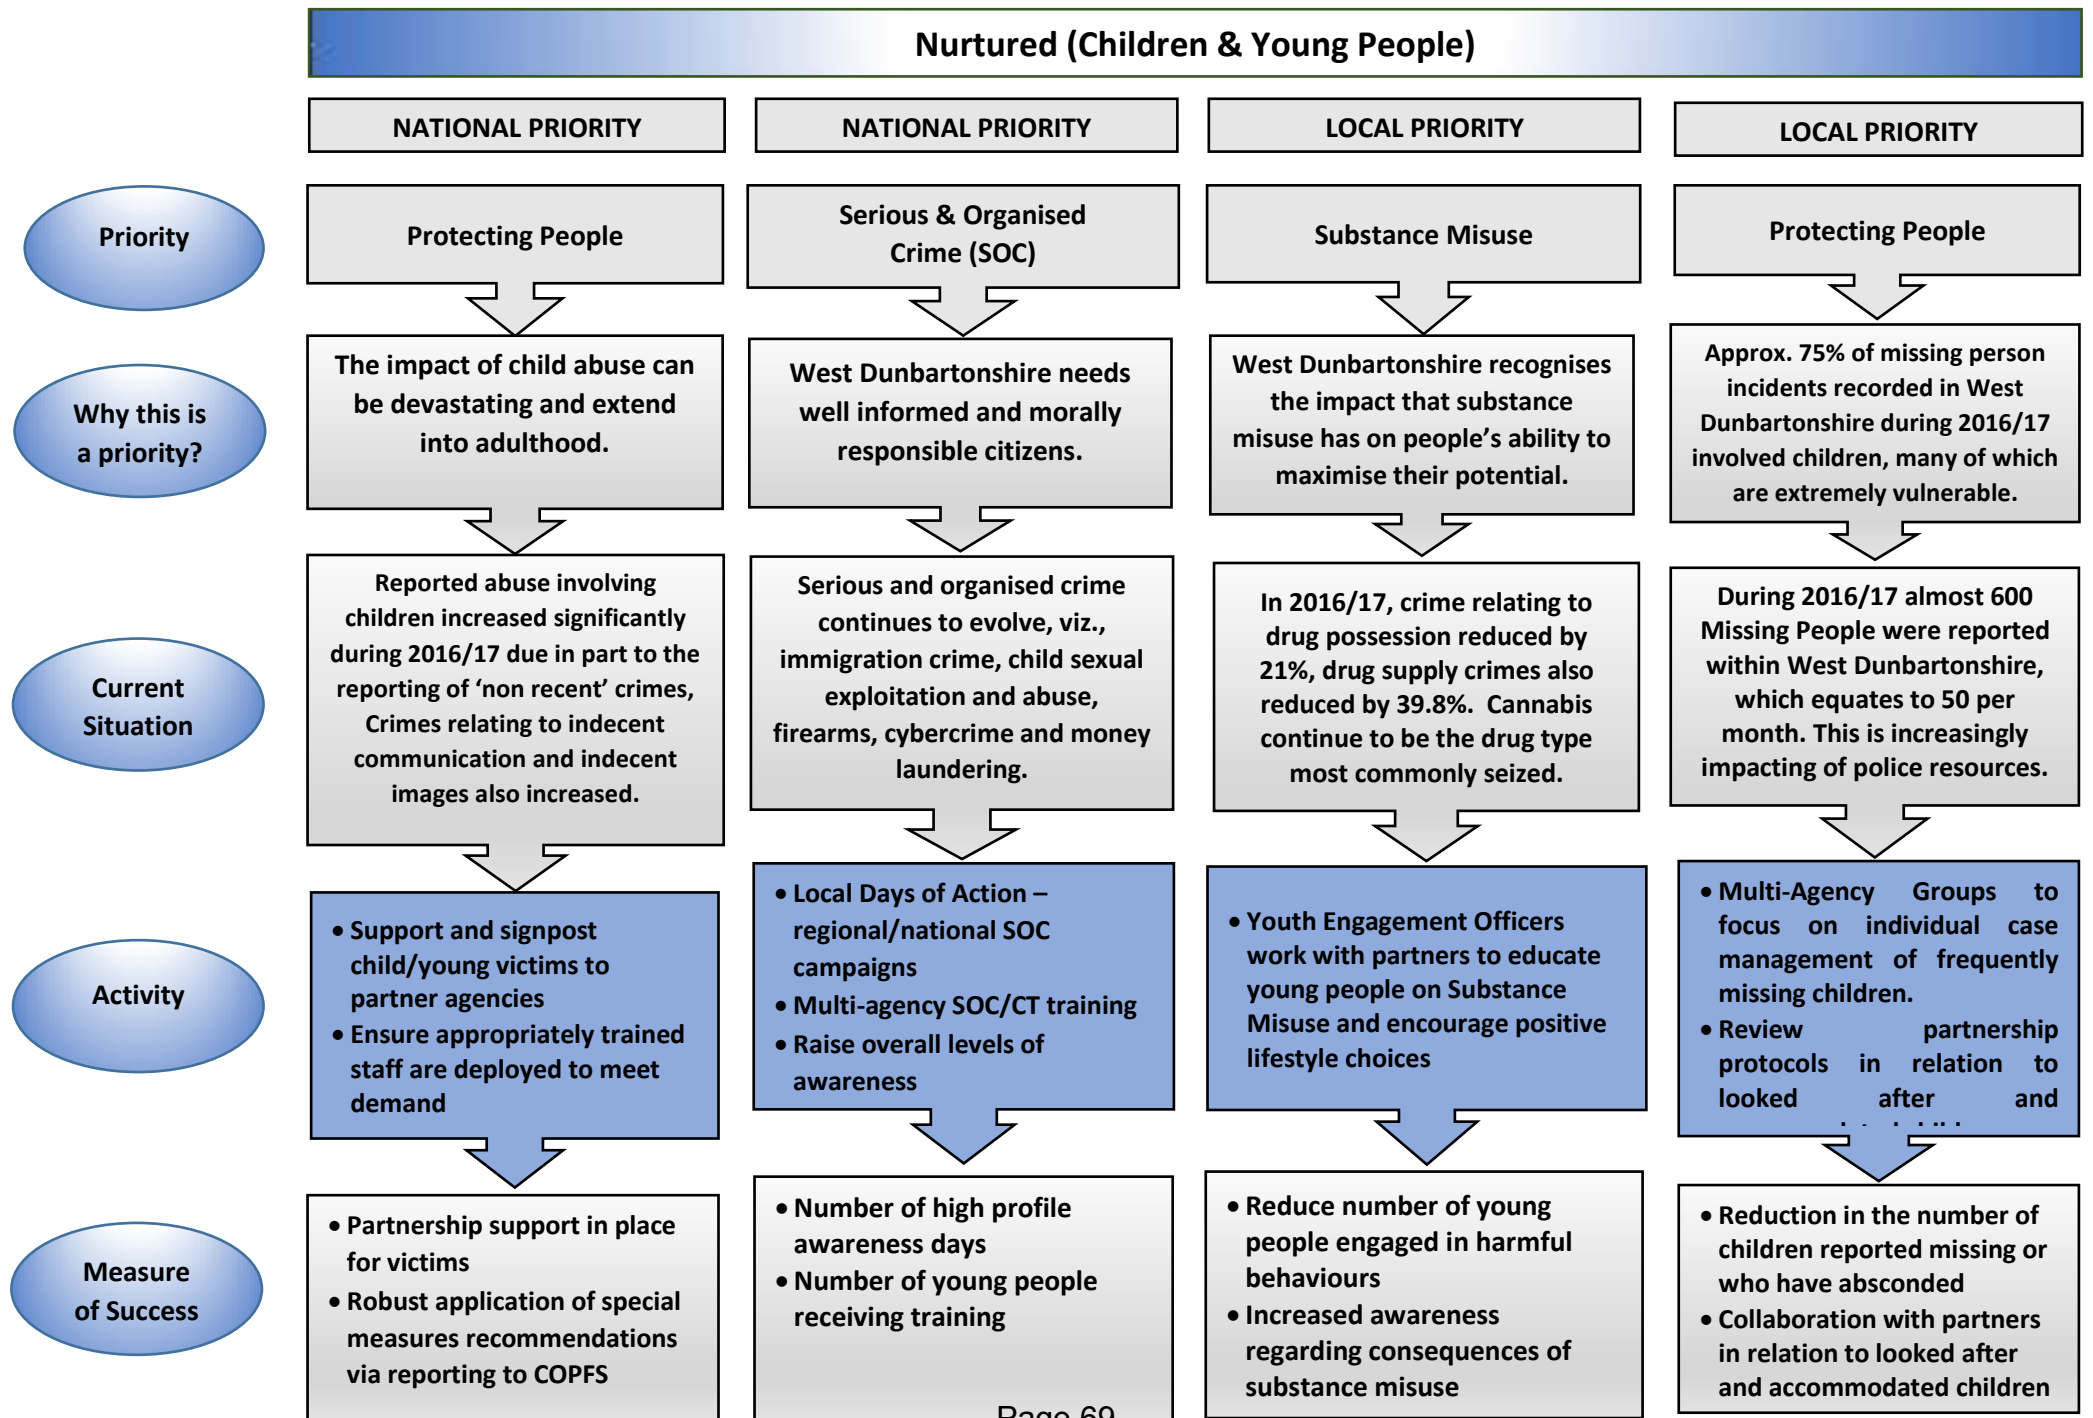 Nurtured (Children & Young People)
NATIONAL PRIORITY
NATIONAL PRIORITY
LOCAL PRIORITY
LOCAL PRIORITY
Priority
Protecting People
Serious & Organised
Crime (SOC)
Substance Misuse
Protecting People
Why this is
a priority?
The impact of child abuse can
be devastating and extend
into adulthood.
West Dunbartonshire needs
well informed and morally
responsible citizens.
West Dunbartonshire recognises
the impact that substance
misuse has on people’s ability to
maximise their potential.
Approx. 75% of missing person
incidents recorded in West
Dunbartonshire during 2016/17
involved children, many of which
are extremely vulnerable.
Current
Situation
Reported abuse involving
children increased significantly
during 2016/17 due in part to the
reporting of ‘non recent’ crimes,
Crimes relating to indecent
communication and indecent
images also increased.
Serious and organised crime
continues to evolve, viz.,
immigration crime, child sexual
exploitation and abuse,
firearms, cybercrime and money
laundering.
In 2016/17, crime relating to
drug possession reduced by
21%, drug supply crimes also
reduced by 39.8%.  Cannabis
continue to be the drug type
most commonly seized.
During 2016/17 almost 600
Missing People were reported
within West Dunbartonshire,
which equates to 50 per
month. This is increasingly
impacting of police resources.
Activity
• Support and signpost
child/young victims to
partner agencies
• Ensure appropriately trained
staff are deployed to meet
demand
• Local Days of Action –
regional/national SOC
campaigns
• Multi-agency SOC/CT training
• Raise overall levels of
awareness
• Youth Engagement Officers
work with partners to educate
young people on Substance
Misuse and encourage positive
lifestyle choices
• Multi-Agency Groups to
focus on individual case
management of frequently
missing children.
• Review partnership
protocols in relation to
looked after and
Measure
of Success
• Partnership support in place
for victims
• Robust application of special
measures recommendations
via reporting to COPFS
• Number of high profile
awareness days
• Number of young people
receiving training
• Reduce number of young
people engaged in harmful
behaviours
• Increased awareness
regarding consequences of
substance misuse
• Reduction in the number of
children reported missing or
who have absconded
• Collaboration with partners
in relation to looked after
and accommodated children
Page 69